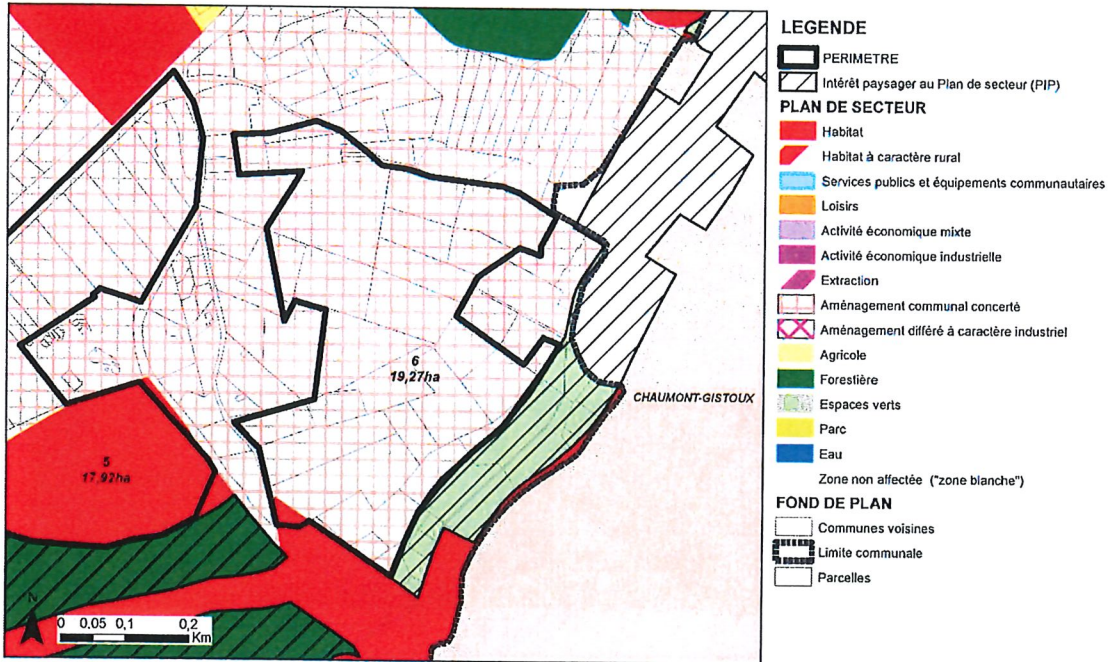 6
19,27ha
CHAUMONT-GISTOUX
5
17,92ha
N
0 0,05 0,1 0,2
Km
LEGENDE
PERIMETRE
Intérêt paysager au Plan de secteur (PIP)
PLAN DE SECTEUR
Habitat
Habitat à caractère rural
Services publics et équipements communautaires
Loisirs
Activité économique mixte
Activité économique industrielle
Extraction
Aménagement communal concerté
Aménagement différé à caractère industriel
Agricole
Forestière
Espaces verts
Parc
Eau
Zone non affectée ("zone blanche")
FOND DE PLAN
Communes voisines
Limite communale
Parcelles